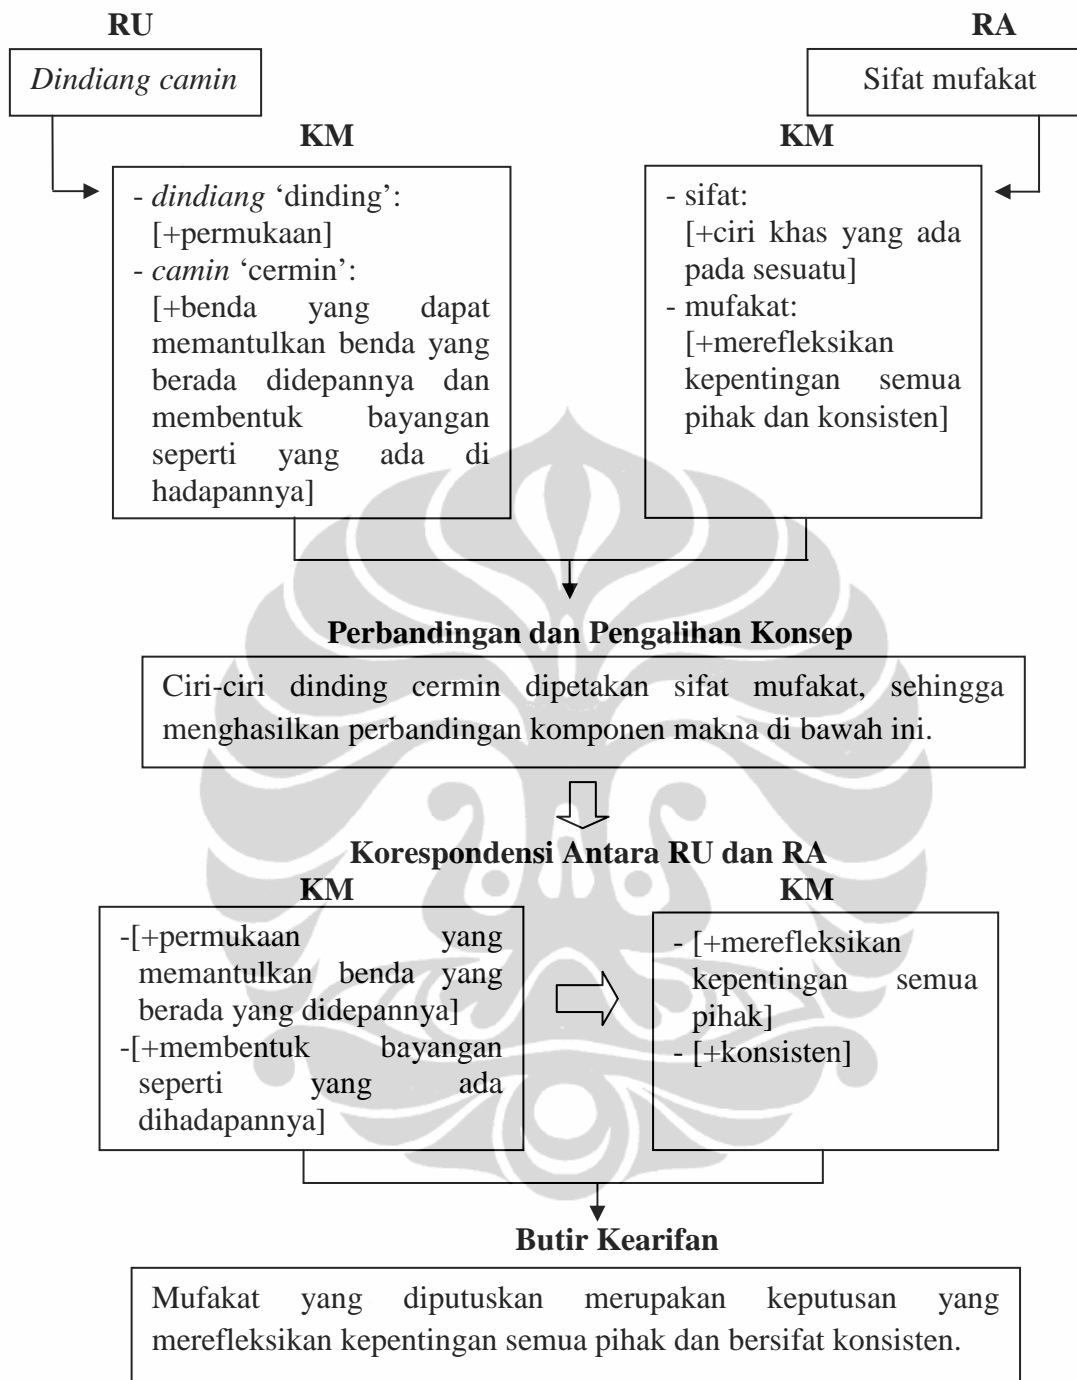 RU
RA
Dindiang camin
Sifat mufakat
KM
KM
- dindiang ‘dinding’:
[+permukaan]
- camin ‘cermin’:
[+benda yang dapat
memantulkan benda yang
berada didepannya dan
membentuk bayangan
seperti yang ada di
hadapannya]
- sifat:
[+ciri khas yang ada
pada sesuatu]
- mufakat:
[+merefleksikan
kepentingan semua
pihak dan konsisten]
Perbandingan dan Pengalihan Konsep
Ciri-ciri dinding cermin dipetakan sifat mufakat, sehingga
menghasilkan perbandingan komponen makna di bawah ini.
Korespondensi Antara RU dan RA
KM
KM
-[+permukaan yang
memantulkan benda yang
berada yang didepannya]
-[+membentuk bayangan
seperti yang ada
dihadapannya]
- [+merefleksikan
kepentingan semua
pihak]
- [+konsisten]
Butir Kearifan
Mufakat yang diputuskan merupakan keputusan yang
merefleksikan kepentingan semua pihak dan bersifat konsisten.